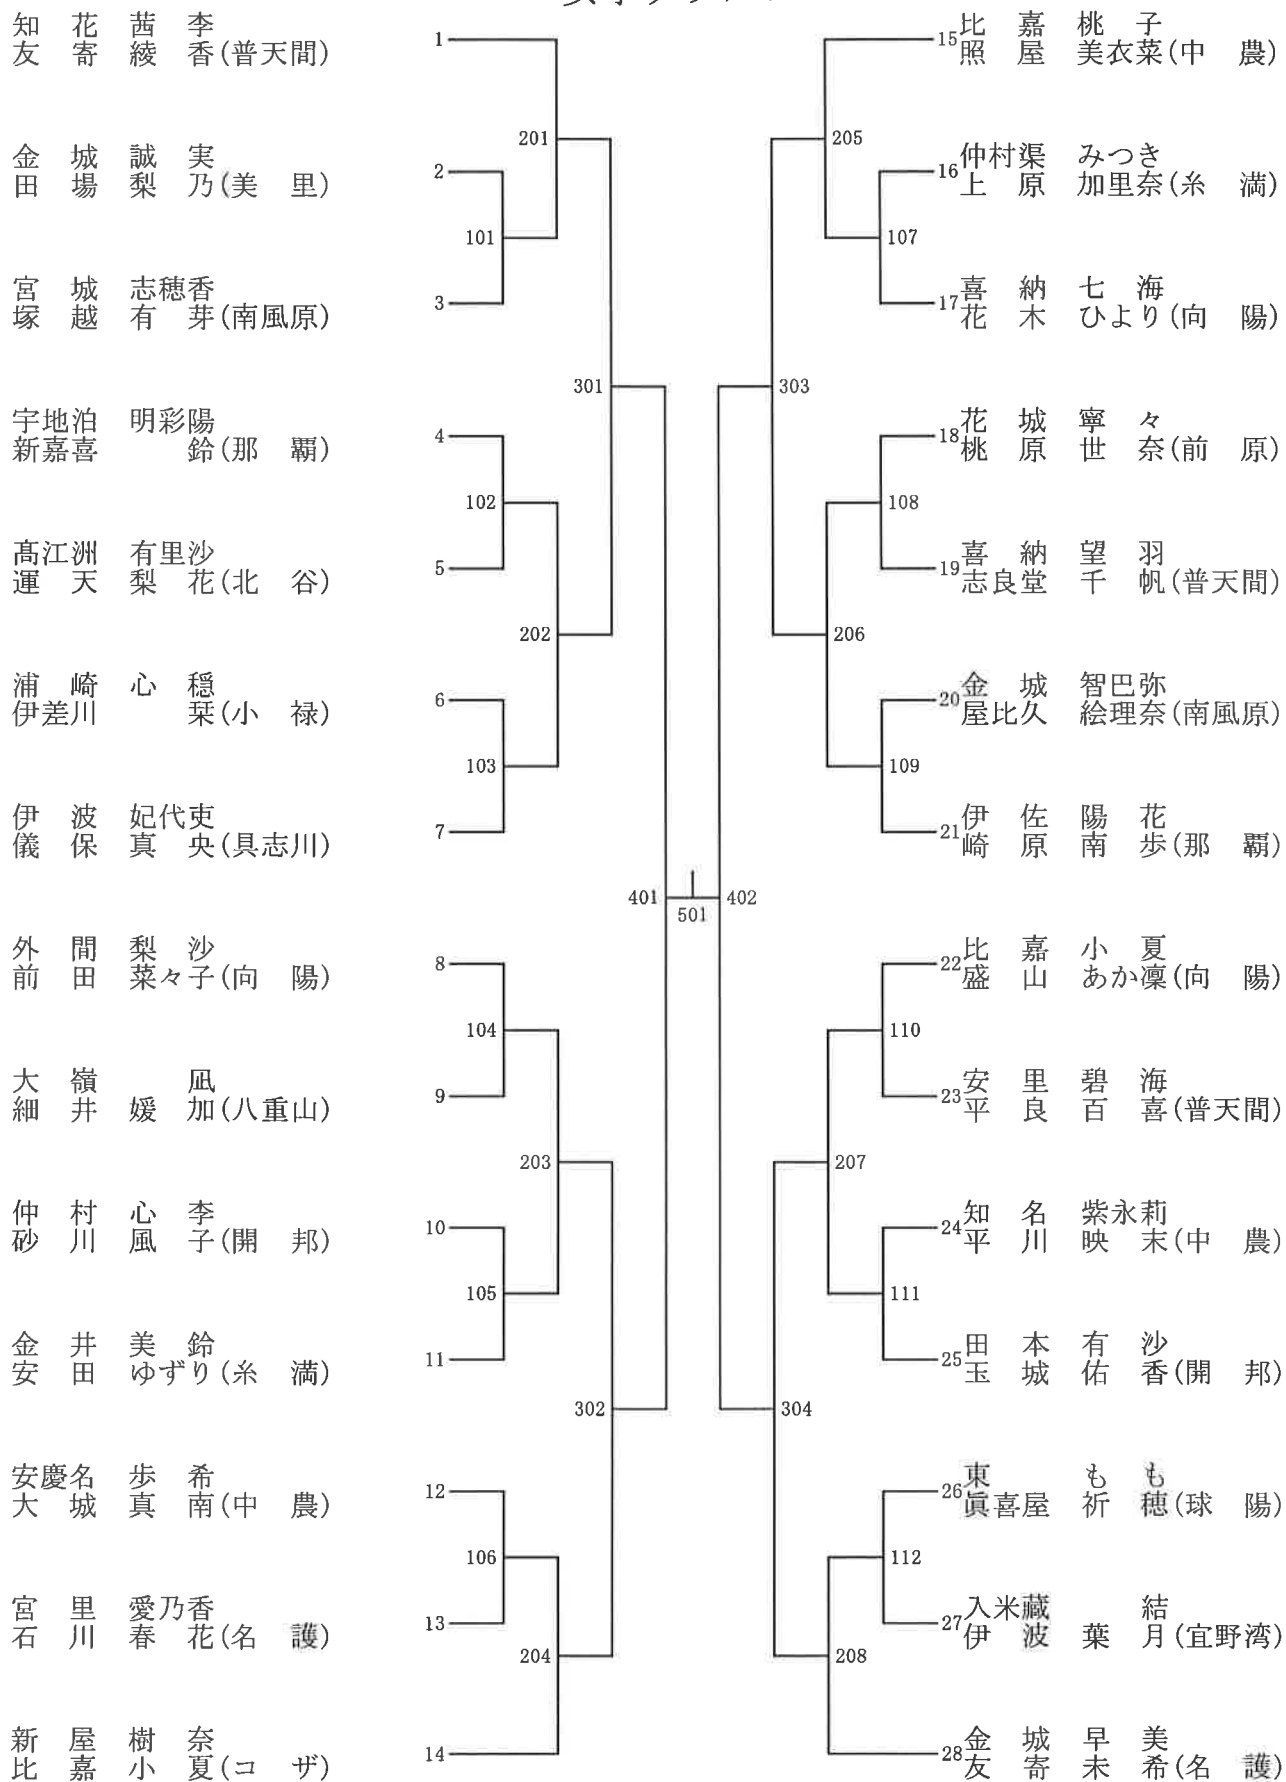 知花茜李 1
友寄綾香(普天間)
金城誠実 2
田場梨乃(美里)
宮城志穂香 3
塚越有芽(南風原)
宇地泊明彩陽 4
新嘉喜鈴(那覇)
髙江洲有里沙 5
運天梨花(北谷)
浦崎心穏 6
伊差川栞(小禄)
伊波妃代吏 7
儀保真央(具志川)
外間梨沙 8
前田菜々子(向陽)
大嶺凪 9
細井媛加(八重山)
仲村心李 10
砂川風子(開邦)
金井美鈴 11
安田ゆずり(糸満)
安慶名歩希 12
大城真南(中農)
宮里愛乃香 13
石川春花(名護)
新屋樹奈 14
比嘉小夏(コザ)
201
101
301
102
202
103
401
501
402
104
203
105
302
106
204
205
107
303
108
206
109
110
207
111
304
112
208
15 比嘉桃子
照屋美衣菜(中農)
16 仲村渠みつき
上原加里奈(糸満)
17 喜納七海
花木ひより(向陽)
18 花城寧々
桃原世奈(前原)
19 喜納望羽
志良堂千帆(普天間)
20 金城智巴弥
屋比久絵理奈(南風原)
21 伊佐陽花
崎原南歩(那覇)
22 比嘉小夏
盛山あか凜(向陽)
23 安里碧海
平良百喜(普天間)
24 知名紫永莉
平川映末(中農)
25 田本有沙
玉城佑香(開邦)
26 東もも
眞喜屋祈穂(球陽)
27 入米蔵結
伊波葉月(宜野湾)
28 金城早美
友寄未希(名護)